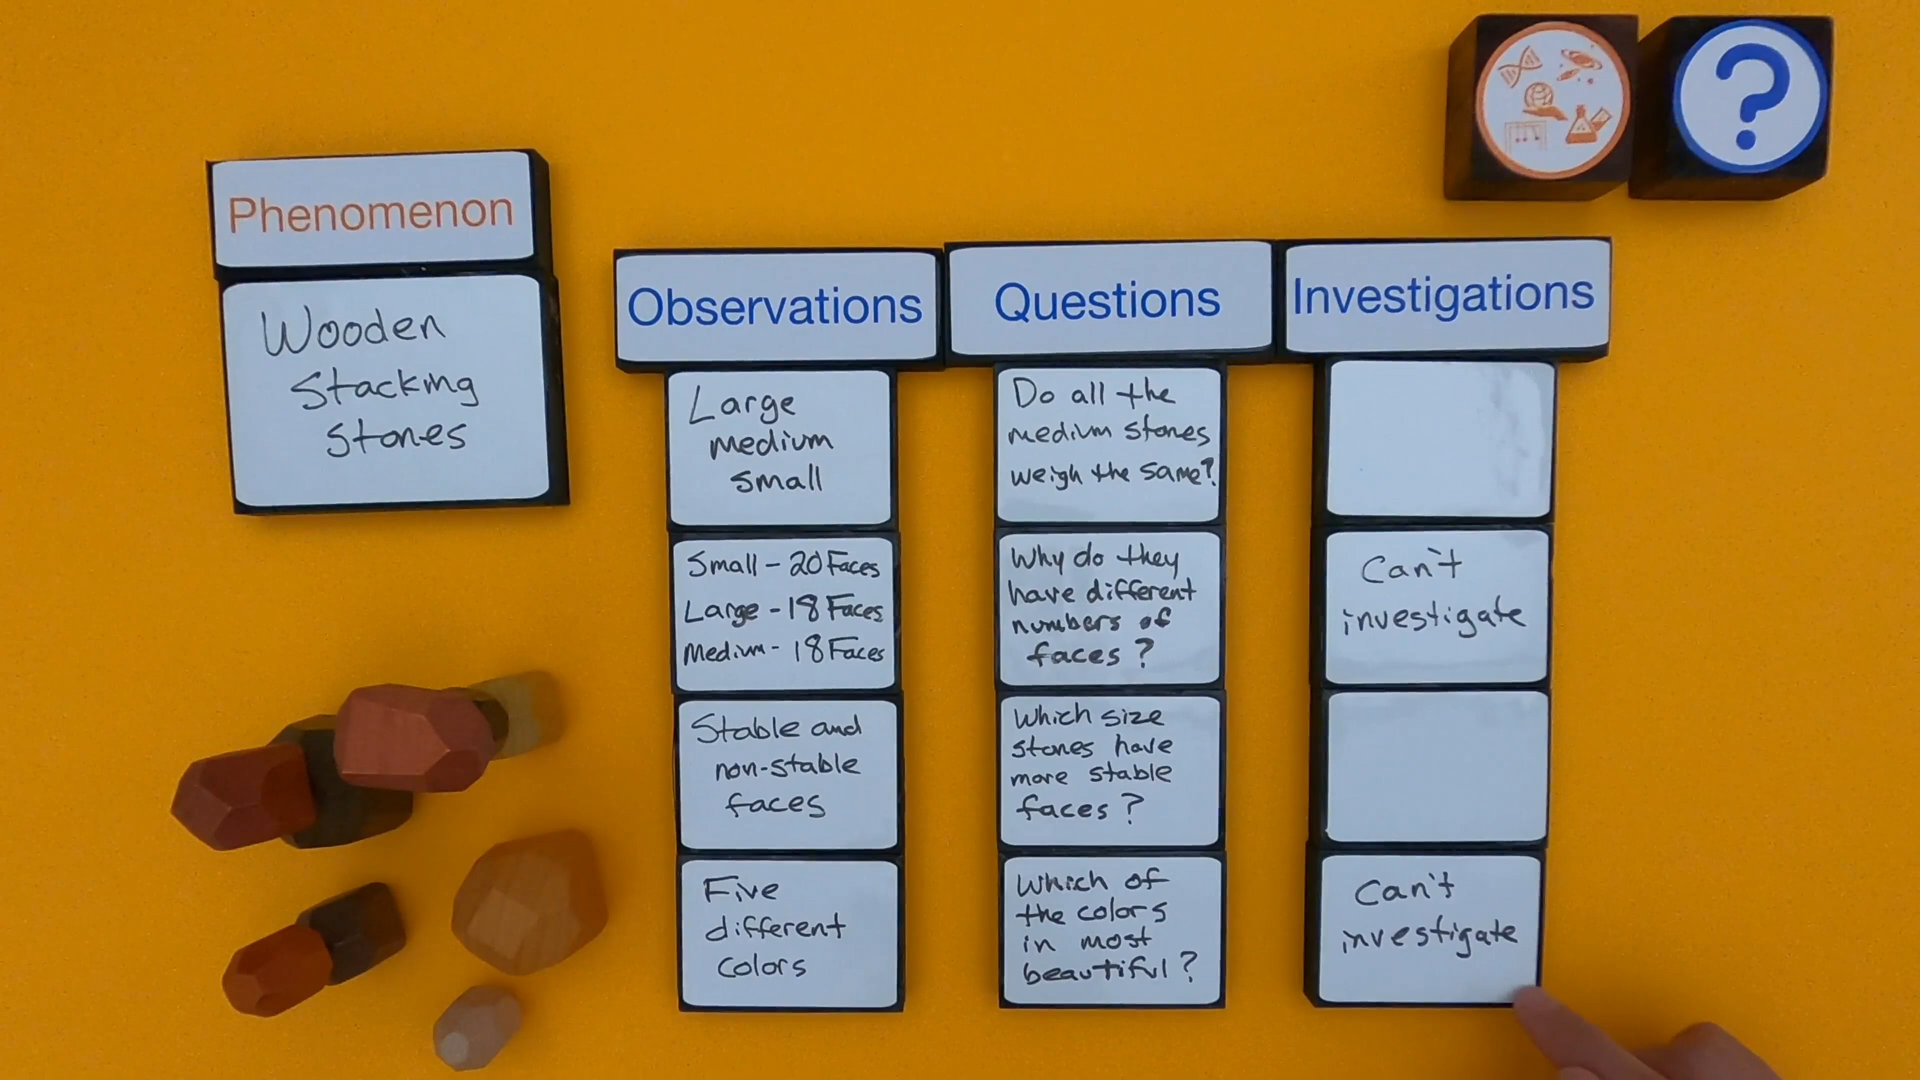 Phenomenon
Wooden
Stacking
Stones
Observations
Questions
Investigations
Large
medium
small
Do all the
medium stones
weigh the same?
Small - 20 Faces
Large - 18 Faces
Medium - 18 Faces
Why do they
have different
numbers of
faces?
Can't
investigate
Stable and
non-stable
faces
Which size
stones have
more stable
faces?
Five
different
colors
Which of
the colors
in most
beautiful?
Can't
investigate
?